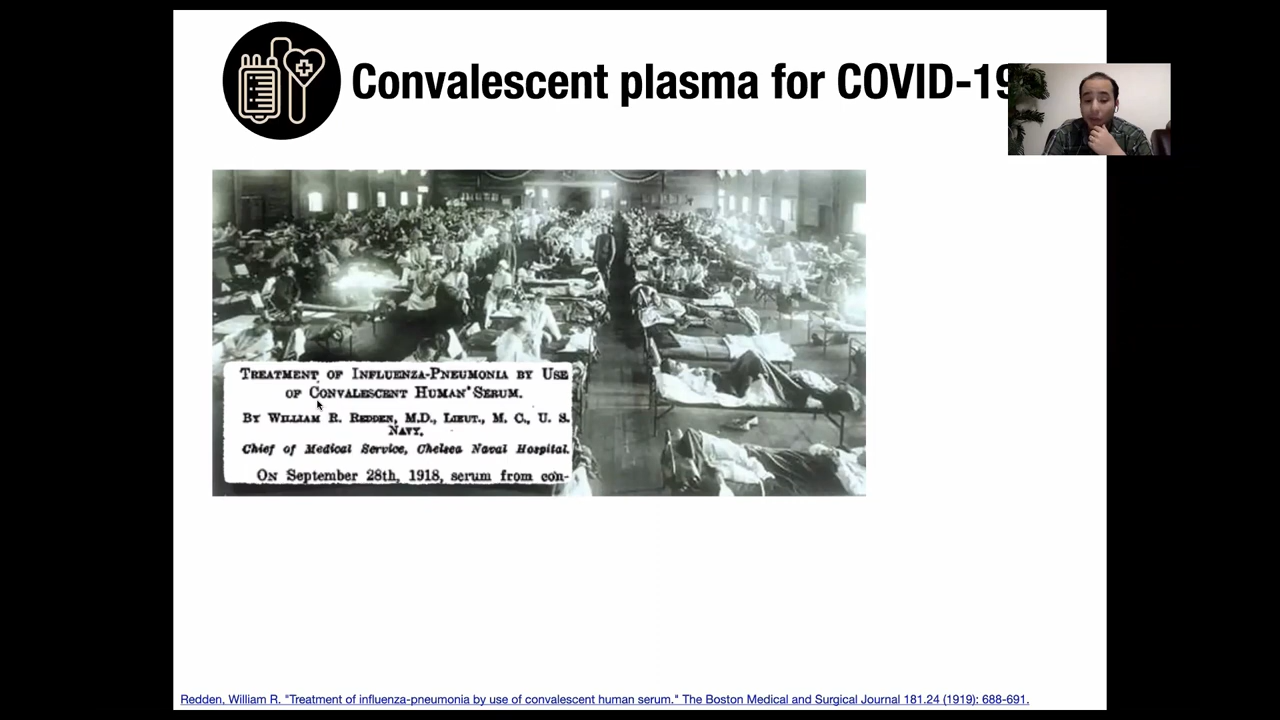 Convalescent plasma for COVID-19
TREATMENT OF INFLUENZA-PNEUMONIA BY USE
OF CONVALESCENT HUMAN SERUM.
BY WILLIAM R. REDDEN, M.D., LIEUT., M. C., U. S.
NAVY.
Chief of Medical Service, Chelsea Naval Hospital.
ON September 28th, 1918, serum from con-
Redden, William R. "Treatment of influenza-pneumonia by use of convalescent human serum." The Boston Medical and Surgical Journal 181.24 (1919): 688-691.